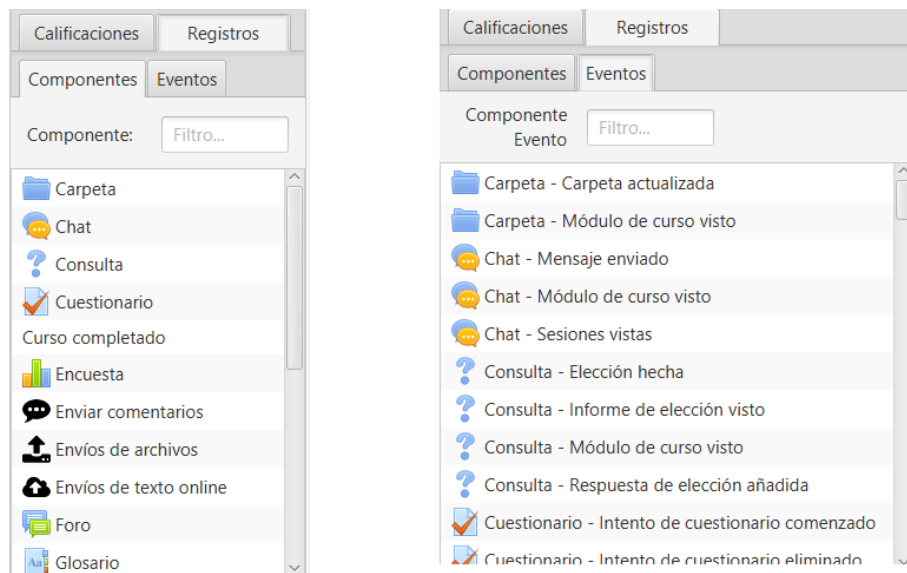 Calificaciones Registros
Componentes Eventos
Componente: Filtro...
Carpeta
Chat
Consulta
Cuestionario
Curso completado
Encuesta
Enviar comentarios
Envíos de archivos
Envíos de texto online
Foro
Glosario
Calificaciones Registros
Componentes Eventos
Componente
Evento Filtro...
Carpeta - Carpeta actualizada
Carpeta - Módulo de curso visto
Chat - Mensaje enviado
Chat - Módulo de curso visto
Chat - Sesiones vistas
Consulta - Elección hecha
Consulta - Informe de elección visto
Consulta - Módulo de curso visto
Consulta - Respuesta de elección añadida
Cuestionario - Intento de cuestionario comenzado
Cuestionario - Intento de cuestionario eliminado